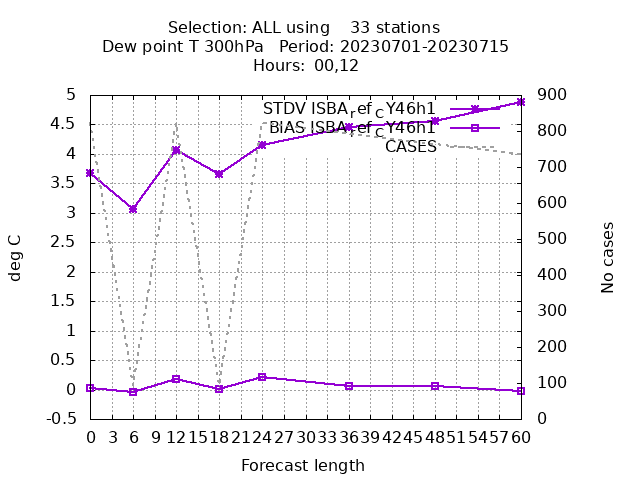 Selection: ALL using    33 stations
Dew point T 300hPa   Period: 20230701-20230715
Hours:  00,12
STDV ISBA_ref_CY46h1
BIAS ISBA_ref_CY46h1
CASES
5
4.5
4
3.5
3
2.5
2
1.5
1
0.5
0
-0.5
deg C
900
800
700
600
500
400
300
200
100
0
No cases
0 3 6 9 12 15 18 21 24 27 30 33 36 39 42 45 48 51 54 57 60
Forecast length